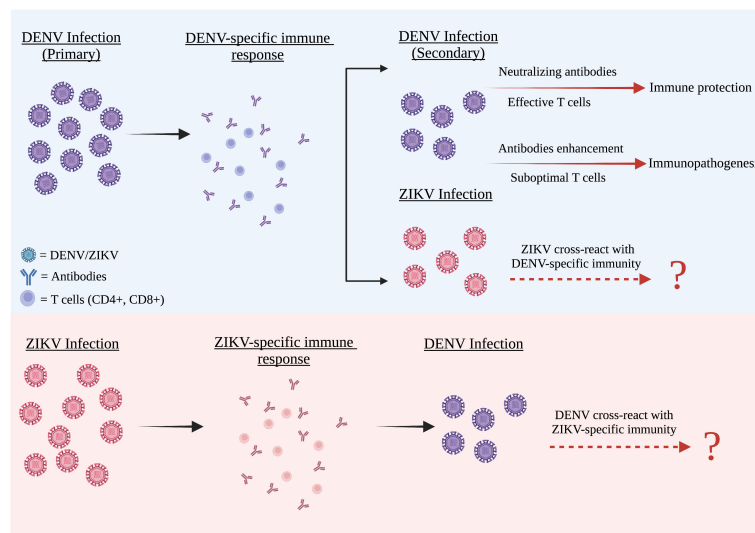 DENV Infection
(Primary)
DENV-specific immune
response
DENV Infection
(Secondary)
Neutralizing antibodies
Effective T cells
Immune protection
Antibodies enhancement
Suboptimal T cells
Immunopathogenes
ZIKV Infection
ZIKV cross-react with
DENV-specific immunity
?
= DENV/ZIKV
= Antibodies
= T cells (CD4+, CD8+)
ZIKV Infection
ZIKV-specific immune
response
DENV Infection
DENV cross-react with
ZIKV-specific immunity
?